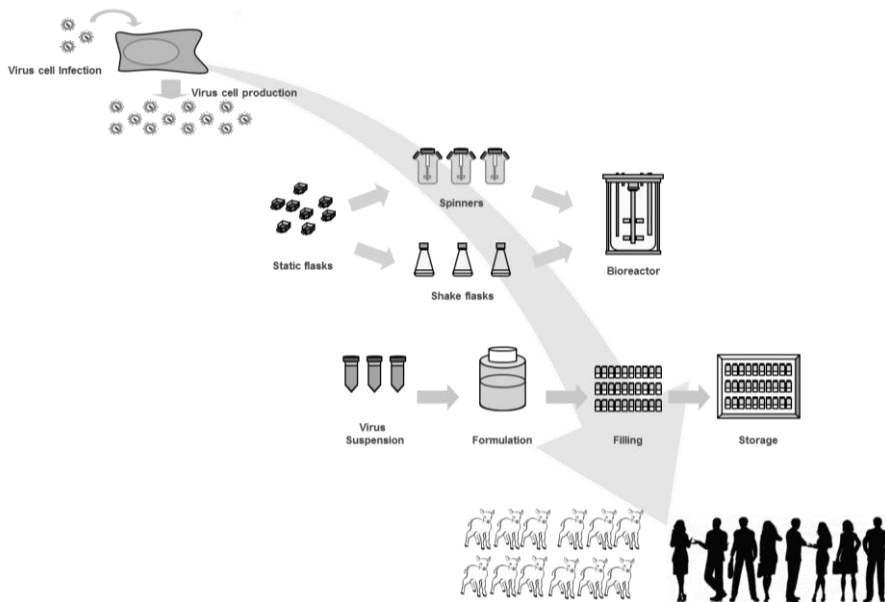 Virus cell Infection
Virus cell production
Spinners
Static flasks
Shake flasks
Bioreactor
Virus
Suspension
Formulation
Filling
Storage